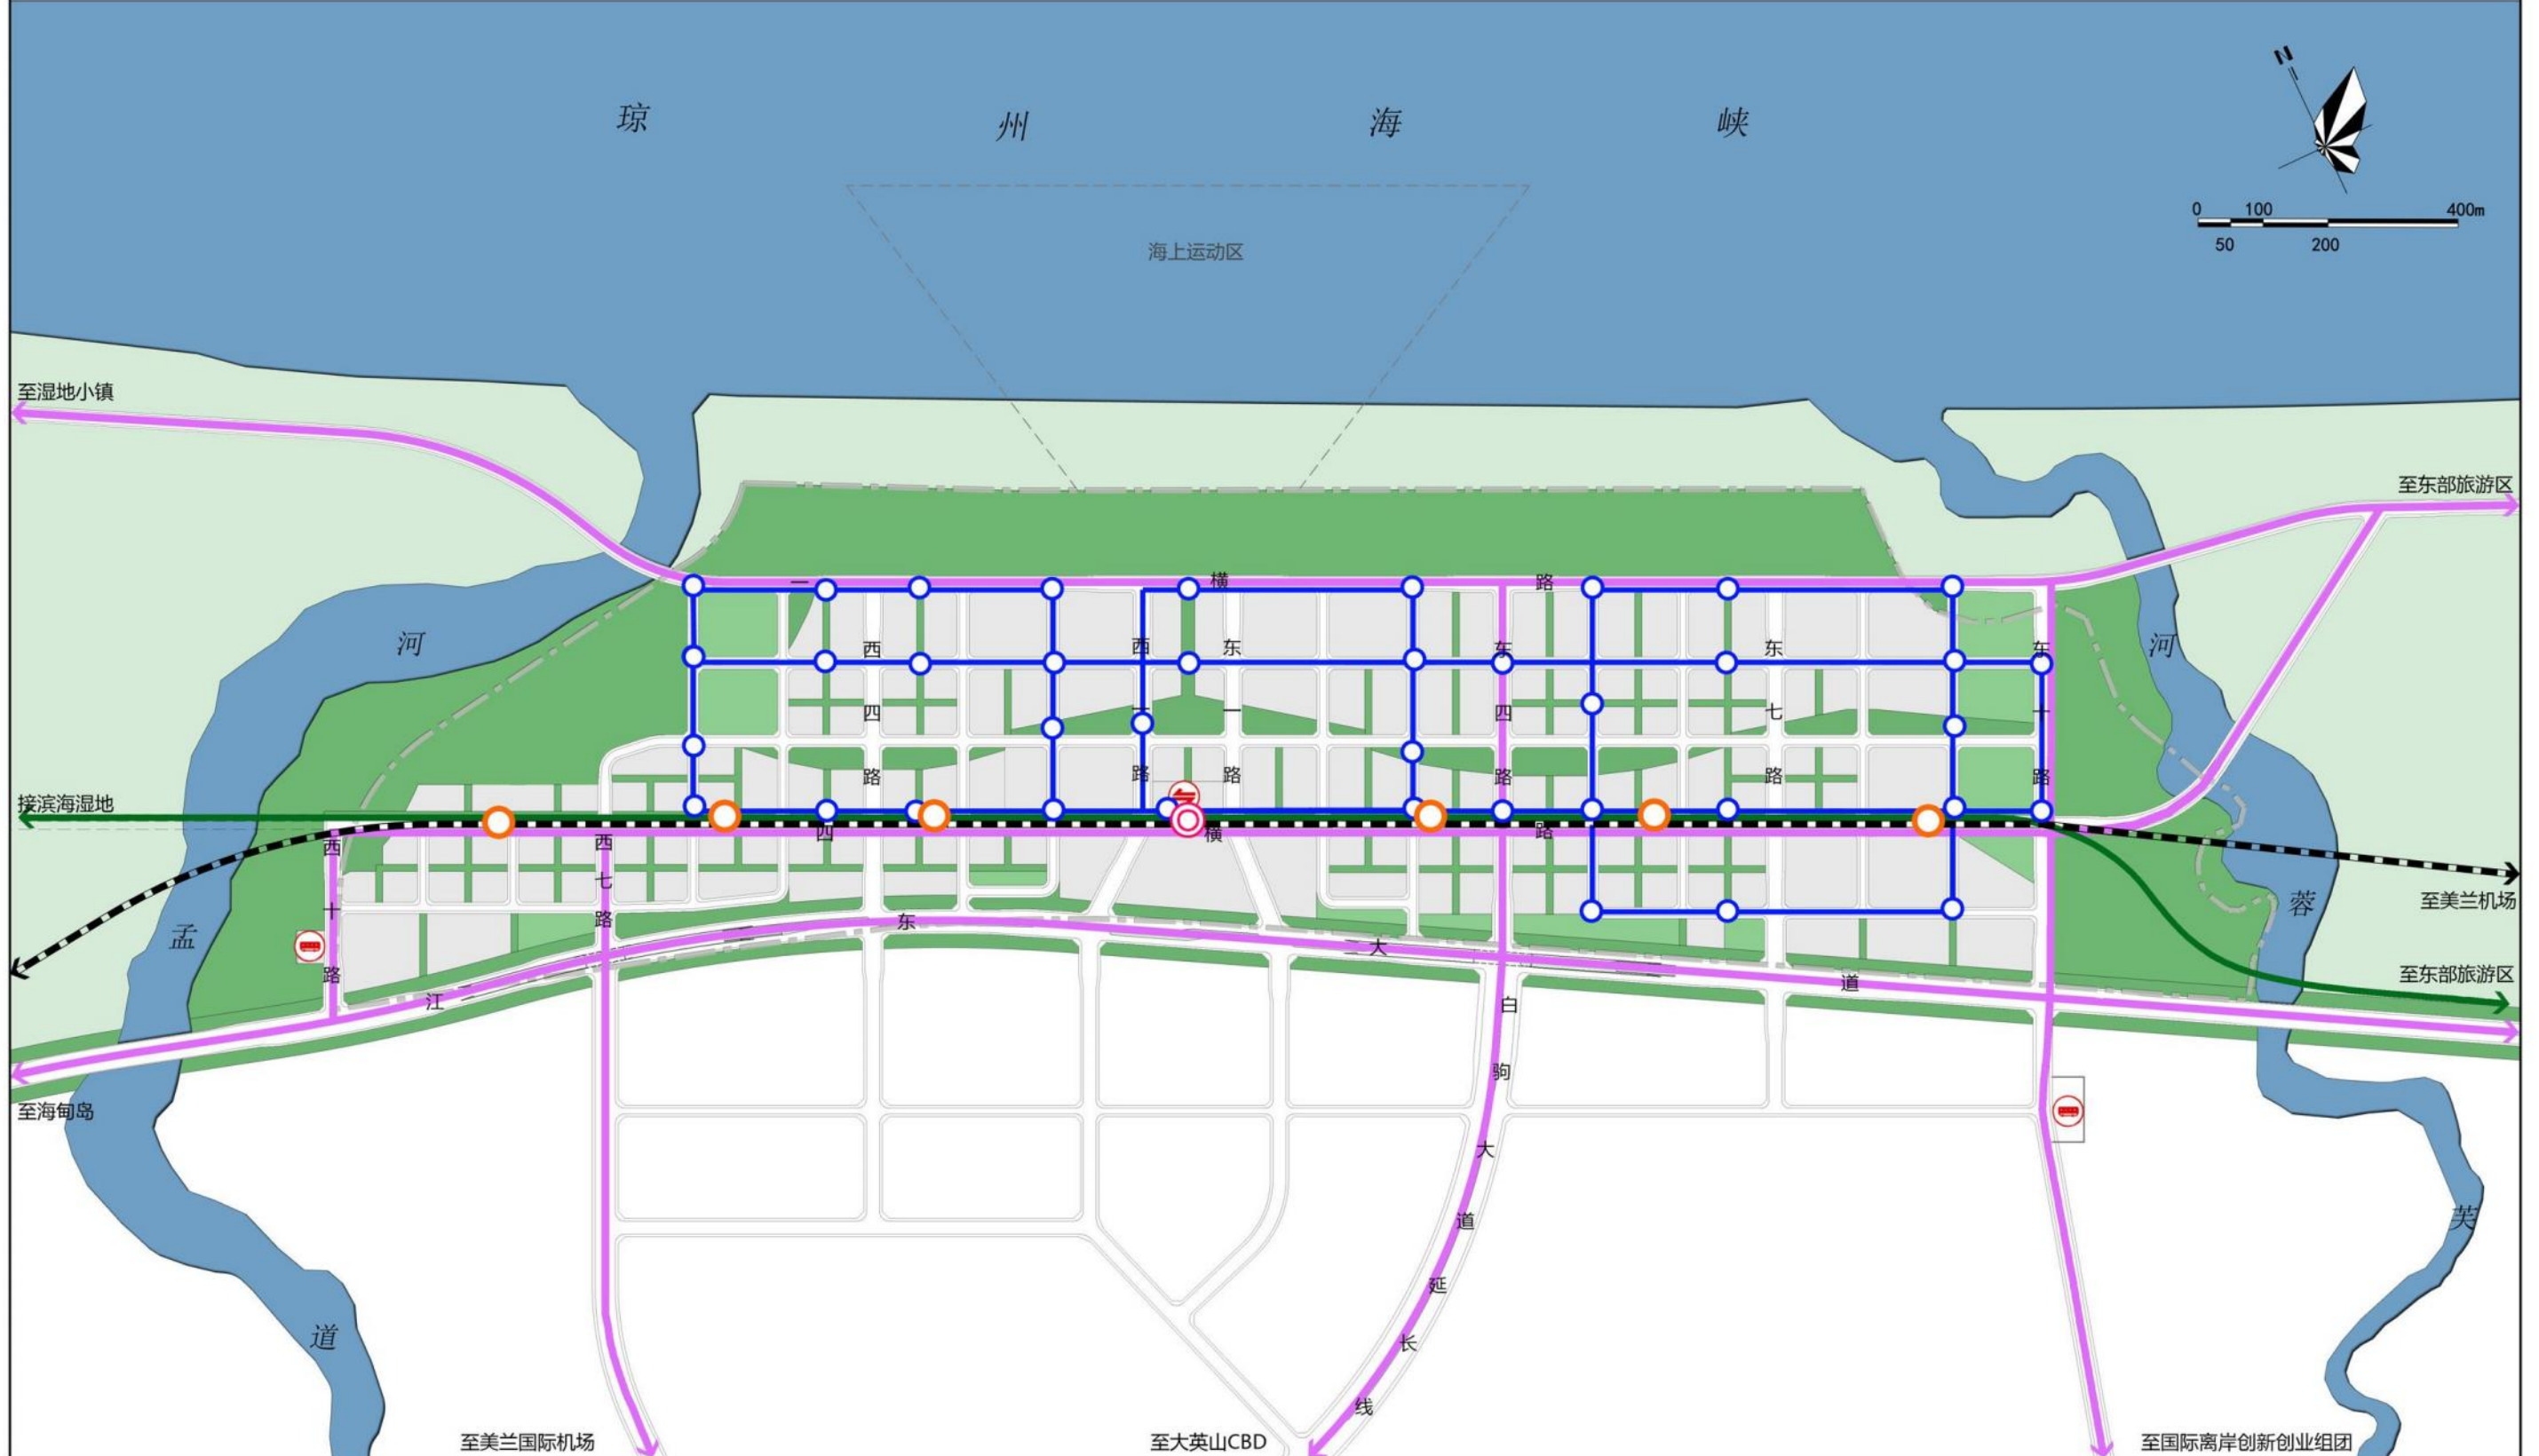 N
琼州海峡
0 100 400m
50 200
海上运动区
至湿地小镇
至东部旅游区
一横路
河
河
西四路
西一路
东一路
东四路
东七路
东十路
接滨海湿地
四横路
西十路
西七路
至美兰机场
孟
蓉
江东大道
至东部旅游区
白驹大道延长线
至海甸岛
芙
道
至美兰国际机场
至大英山CBD
至国际离岸创新创业组团